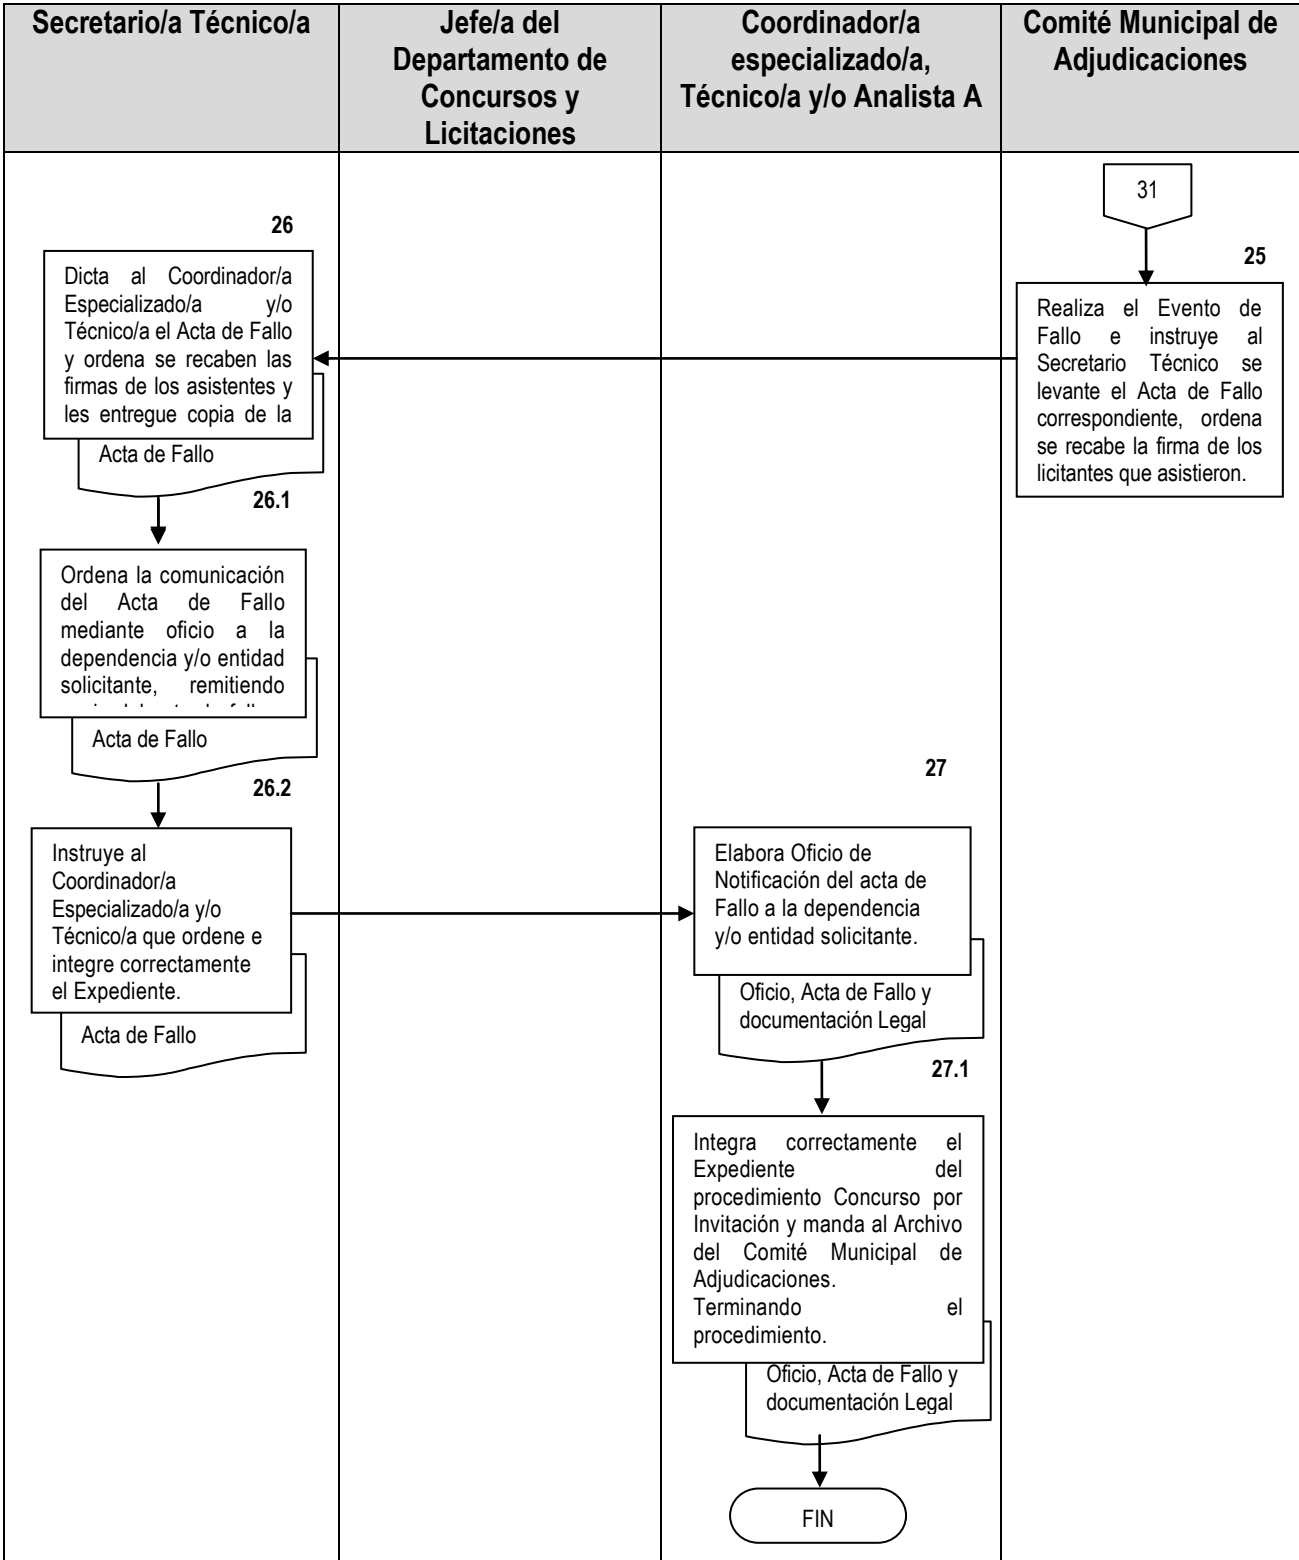 Secretario/a Técnico/a
Jefe/a del
Departamento de
Concursos y
Licitaciones
Coordinador/a
especializado/a,
Técnico/a y/o Analista A
Comité Municipal de
Adjudicaciones
31
25
Realiza el Evento de
Fallo e instruye al
Secretario Técnico se
levante el Acta de Fallo
correspondiente, ordena
se recabe la firma de los
licitantes que asistieron.
26
Dicta al Coordinador/a
Especializado/a y/o
Técnico/a el Acta de Fallo
y ordena se recaben las
firmas de los asistentes y
les entregue copia de la
Acta de Fallo
26.1
Ordena la comunicación
del Acta de Fallo
mediante oficio a la
dependencia y/o entidad
solicitante, remitiendo
Acta de Fallo
26.2
Instruye al
Coordinador/a
Especializado/a y/o
Técnico/a que ordene e
integre correctamente
el Expediente.
Acta de Fallo
27
Elabora Oficio de
Notificación del acta de
Fallo a la dependencia
y/o entidad solicitante.
Oficio, Acta de Fallo y
documentación Legal
27.1
Integra correctamente el
Expediente del
procedimiento Concurso por
Invitación y manda al Archivo
del Comité Municipal de
Adjudicaciones.
Terminando el
procedimiento.
Oficio, Acta de Fallo y
documentación Legal
FIN